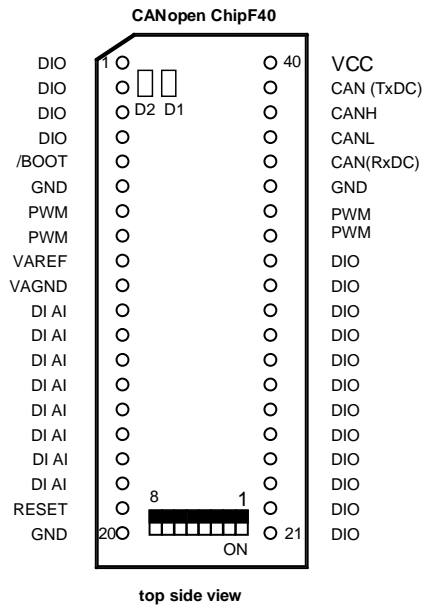 CANopen ChipF40
DIO 1 40 VCC
DIO CAN (TxDC)
DIO D2 D1 CANH
DIO CANL
/BOOT CAN(RxDC)
GND GND
PWM PWM
PWM PWM
VAREF DIO
VAGND DIO
DI AI DIO
DI AI DIO
DI AI DIO
DI AI DIO
DI AI DIO
DI AI DIO
DI AI DIO
DI AI DIO
8 1
RESET DIO
GND 20 21 DIO
ON
top side view